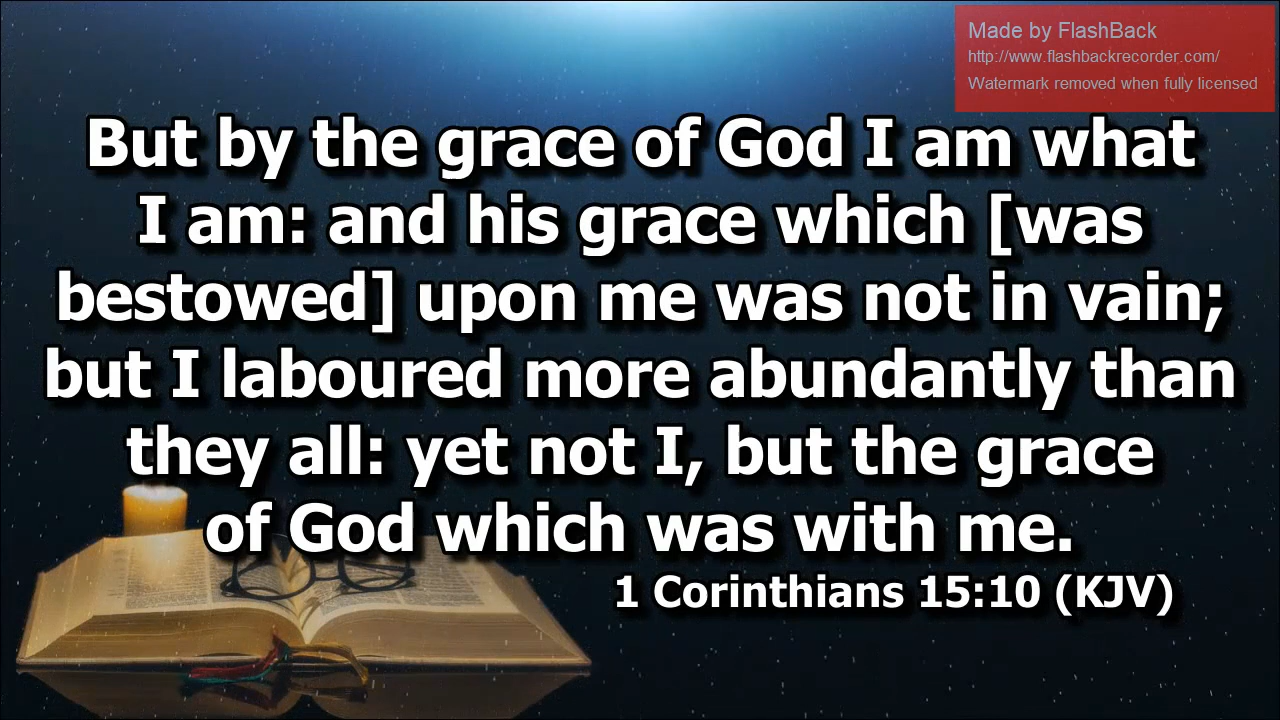 Made by FlashBack
http://www.flashbackrecorder.com/
Watermark removed when fully licensed
But by the grace of God I am what
I am: and his grace which [was
bestowed] upon me was not in vain;
but I laboured more abundantly than
they all: yet not I, but the grace
of God which was with me.
1 Corinthians 15:10 (KJV)